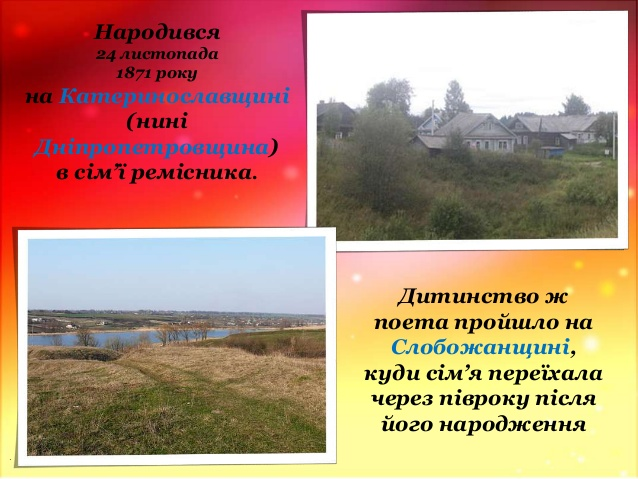 Народився
24 листопада
1871 року
на Катеринославщині
(нині
Дніпропетровщина)
в сім’ї ремісника.
Дитинство ж
поета пройшло на
Слобожанщині,
куди сім’я переїхала
через півроку після
його народження